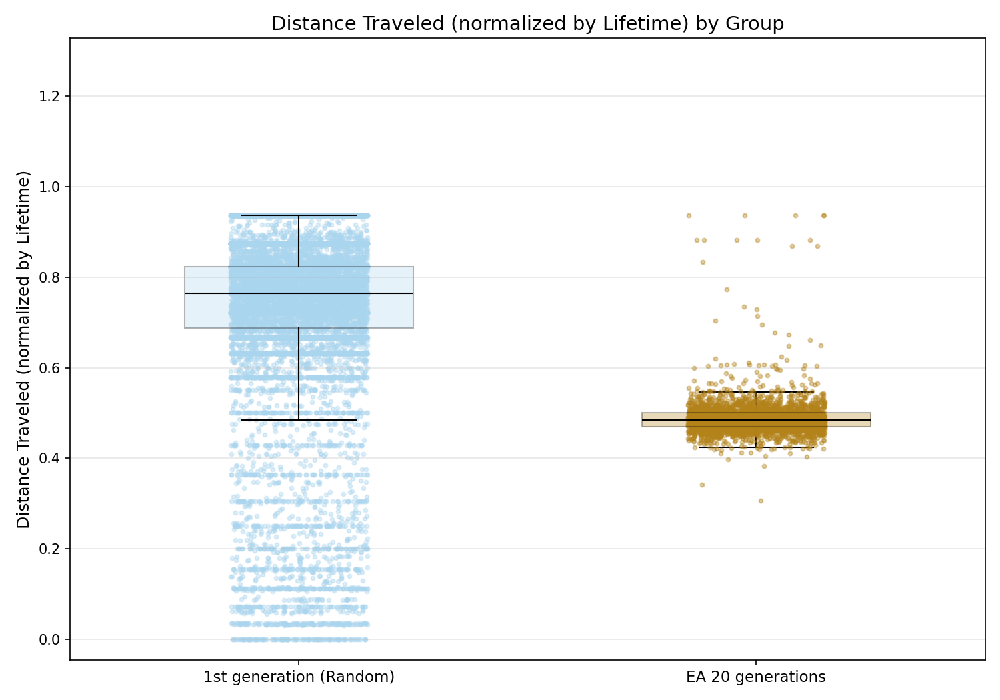 Distance Traveled (normalized by Lifetime) by Group
Distance Traveled (normalized by Lifetime)
1.2
1.0
0.8
0.6
0.4
0.2
0.0
1st generation (Random)
EA 20 generations